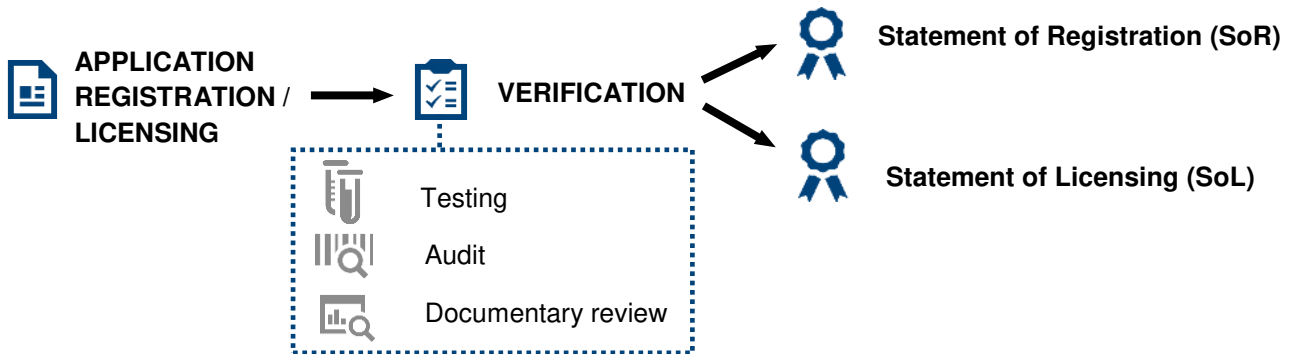 APPLICATION
REGISTRATION /
LICENSING
VERIFICATION
Testing
Audit
Documentary review
Statement of Registration (SoR)
Statement of Licensing (SoL)